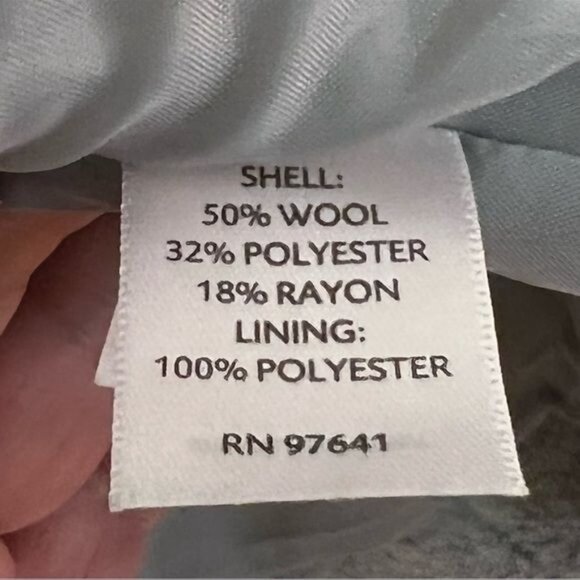 SHELL:
50% WOOL
32% POLYESTER
18% RAYON
LINING:
100% POLYESTER
RN 97641